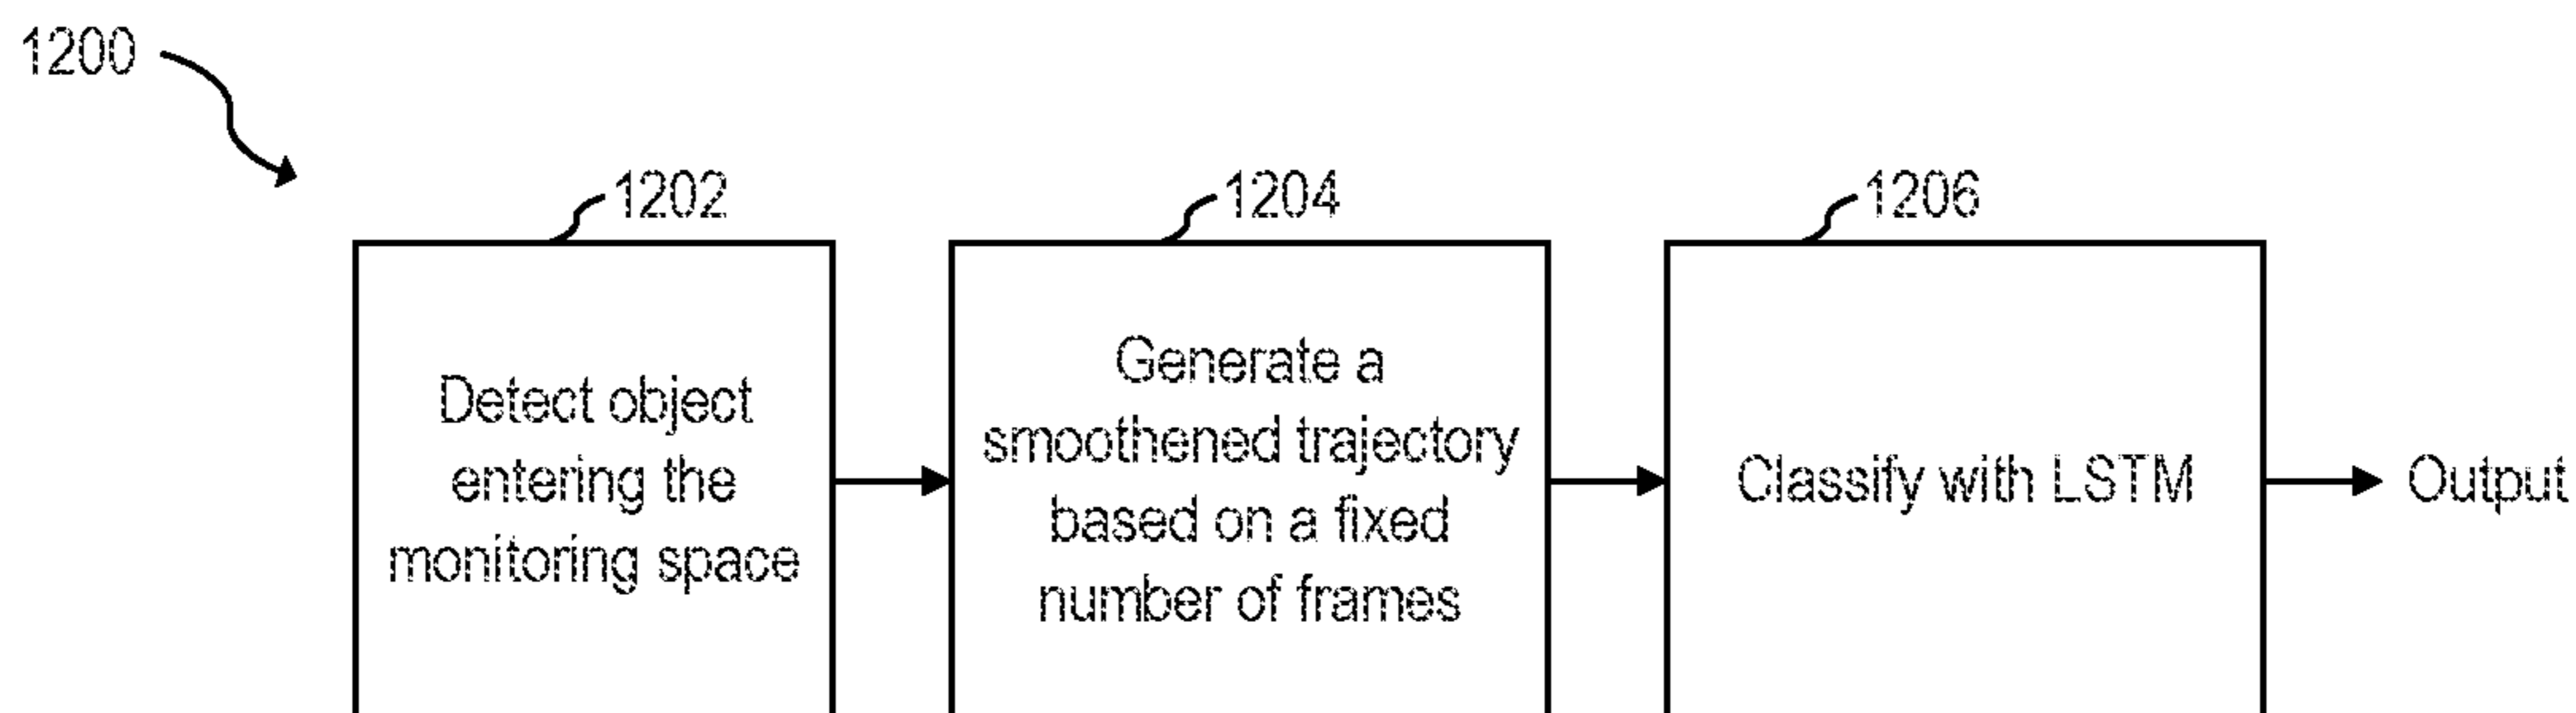 1200
1202
1204
1206
Detect object
entering the
monitoring space
Generate a
smoothened trajectory
based on a fixed
number of frames
Classify with LSTM
Output